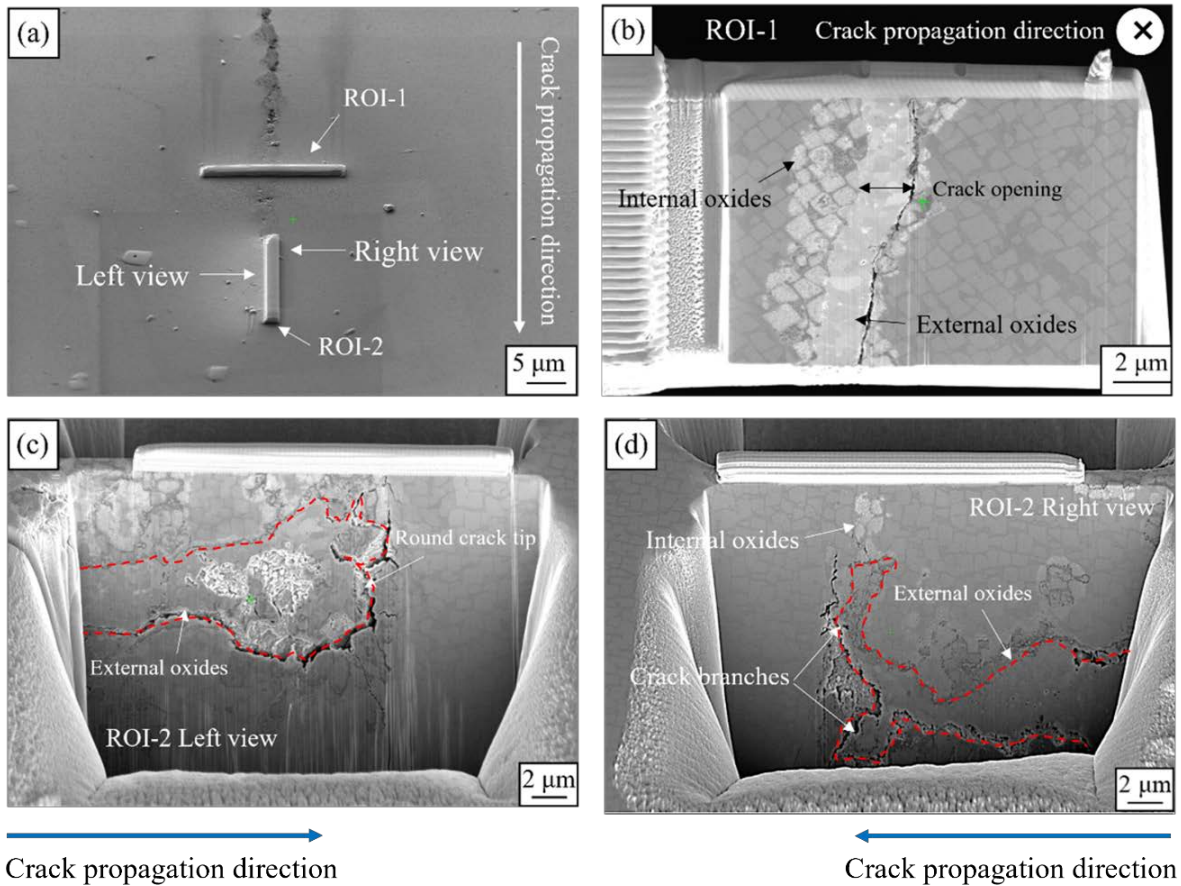 (a)
ROI-1
Crack propagation direction
Left view
Right view
ROI-2
5 μm
(b)
ROI-1
Crack propagation direction
Internal oxides
Crack opening
External oxides
2 μm
(c)
Round crack tip
External oxides
ROI-2 Left view
2 μm
(d)
ROI-2 Right view
Internal oxides
External oxides
Crack branches
2 μm
Crack propagation direction
Crack propagation direction